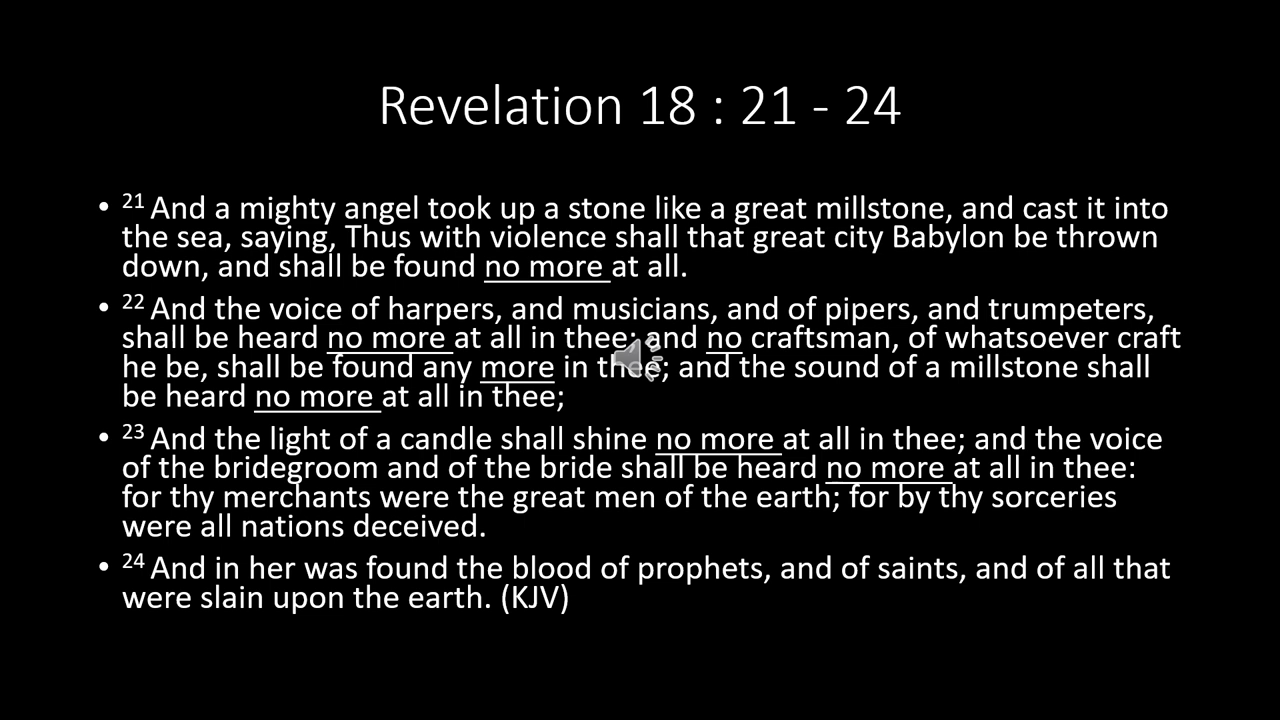 Revelation 18 : 21 - 24
• 21 And a mighty angel took up a stone like a great millstone, and cast it into
the sea, saying, Thus with violence shall that great city Babylon be thrown
down, and shall be found no more at all.
• 22 And the voice of harpers, and musicians, and of pipers, and trumpeters,
shall be heard no more at all in thee; and no craftsman, of whatsoever craft
he be, shall be found any more in thee; and the sound of a millstone shall
be heard no more at all in thee;
• 23 And the light of a candle shall shine no more at all in thee; and the voice
of the bridegroom and of the bride shall be heard no more at all in thee:
for thy merchants were the great men of the earth; for by thy sorceries
were all nations deceived.
• 24 And in her was found the blood of prophets, and of saints, and of all that
were slain upon the earth. (KJV)